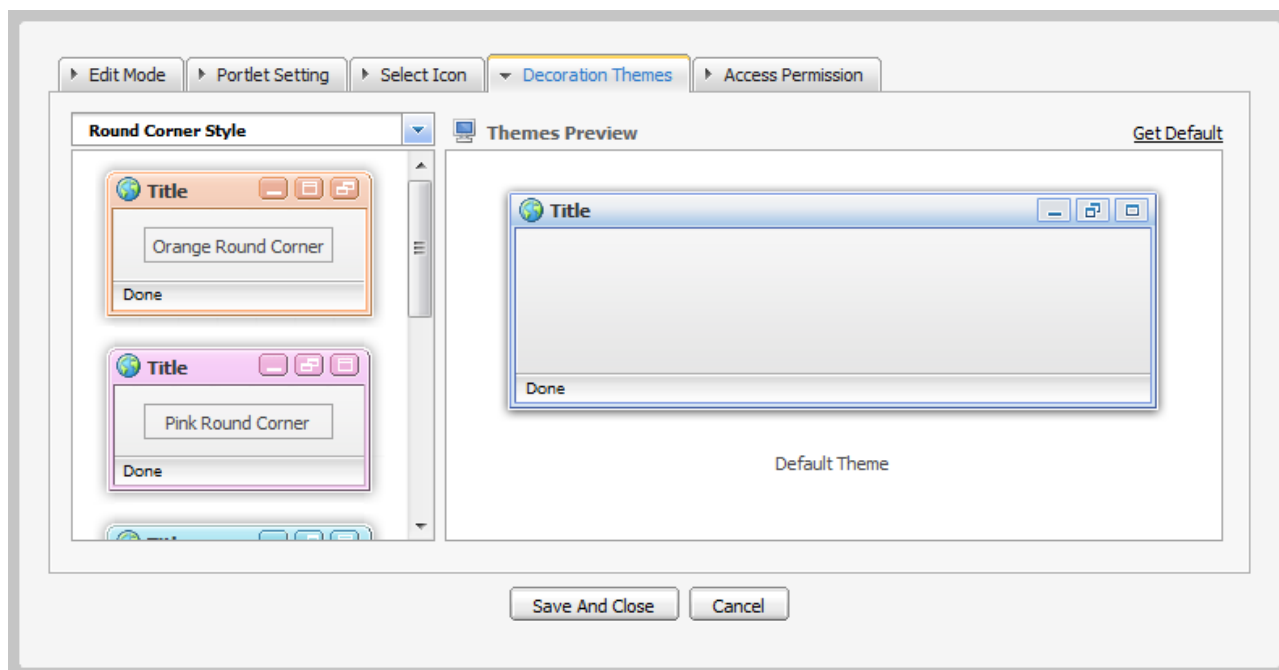 Edit Mode
Portlet Setting
Select Icon
Decoration Themes
Access Permission
Round Corner Style
Themes Preview
Get Default
Title
Orange Round Corner
Done
Title
Pink Round Corner
Done
Title
Done
Default Theme
Save And Close
Cancel